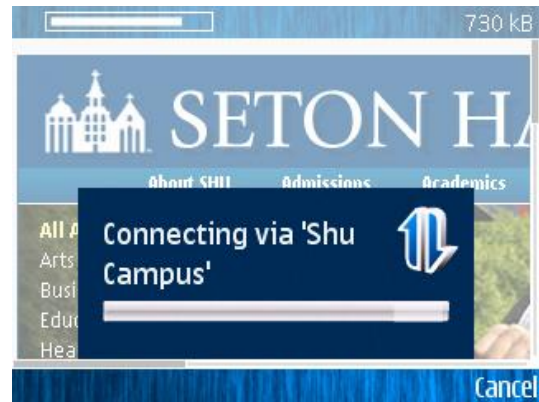 730 kB
SETON HA
About SHU Admissions Academics
All A
Arts
Busi
Educ
Hea
Connecting via 'Shu
Campus'
Cancel